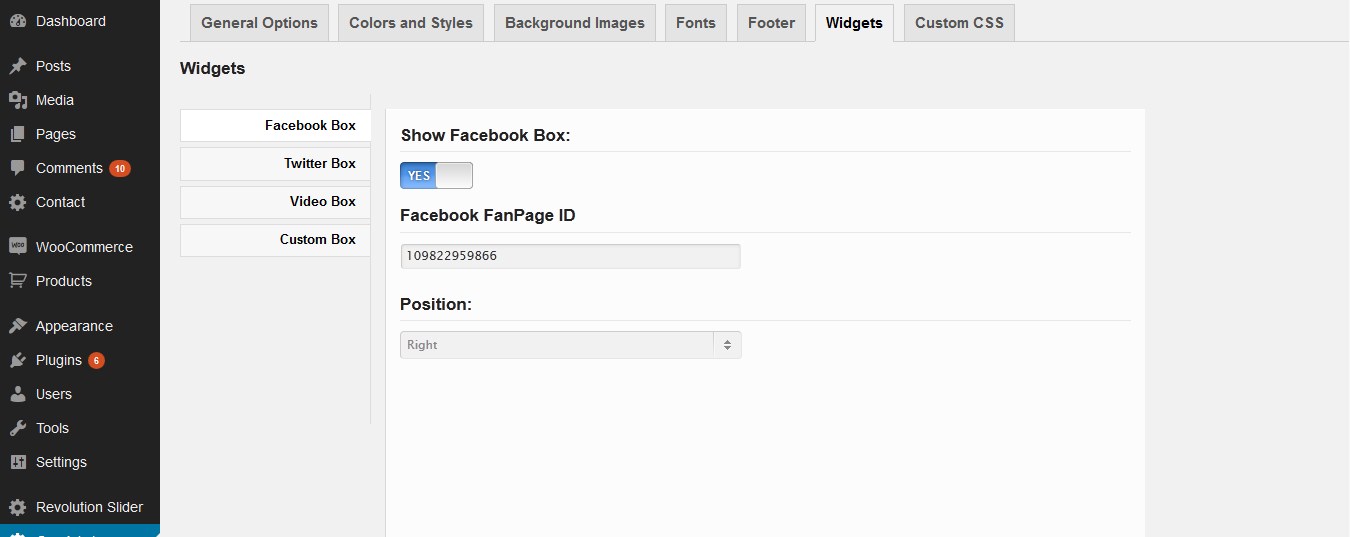 Dashboard
Posts
Media
Pages
Comments 10
Contact
WOO WooCommerce
Products
Appearance
Plugins 6
Users
Tools
Settings
Revolution Slider
General Options
Colors and Styles
Background Images
Fonts
Footer
Widgets
Custom CSS
Widgets
Facebook Box
Twitter Box
Video Box
Custom Box
Show Facebook Box:
YES
Facebook FanPage ID
109822959866
Position:
Right